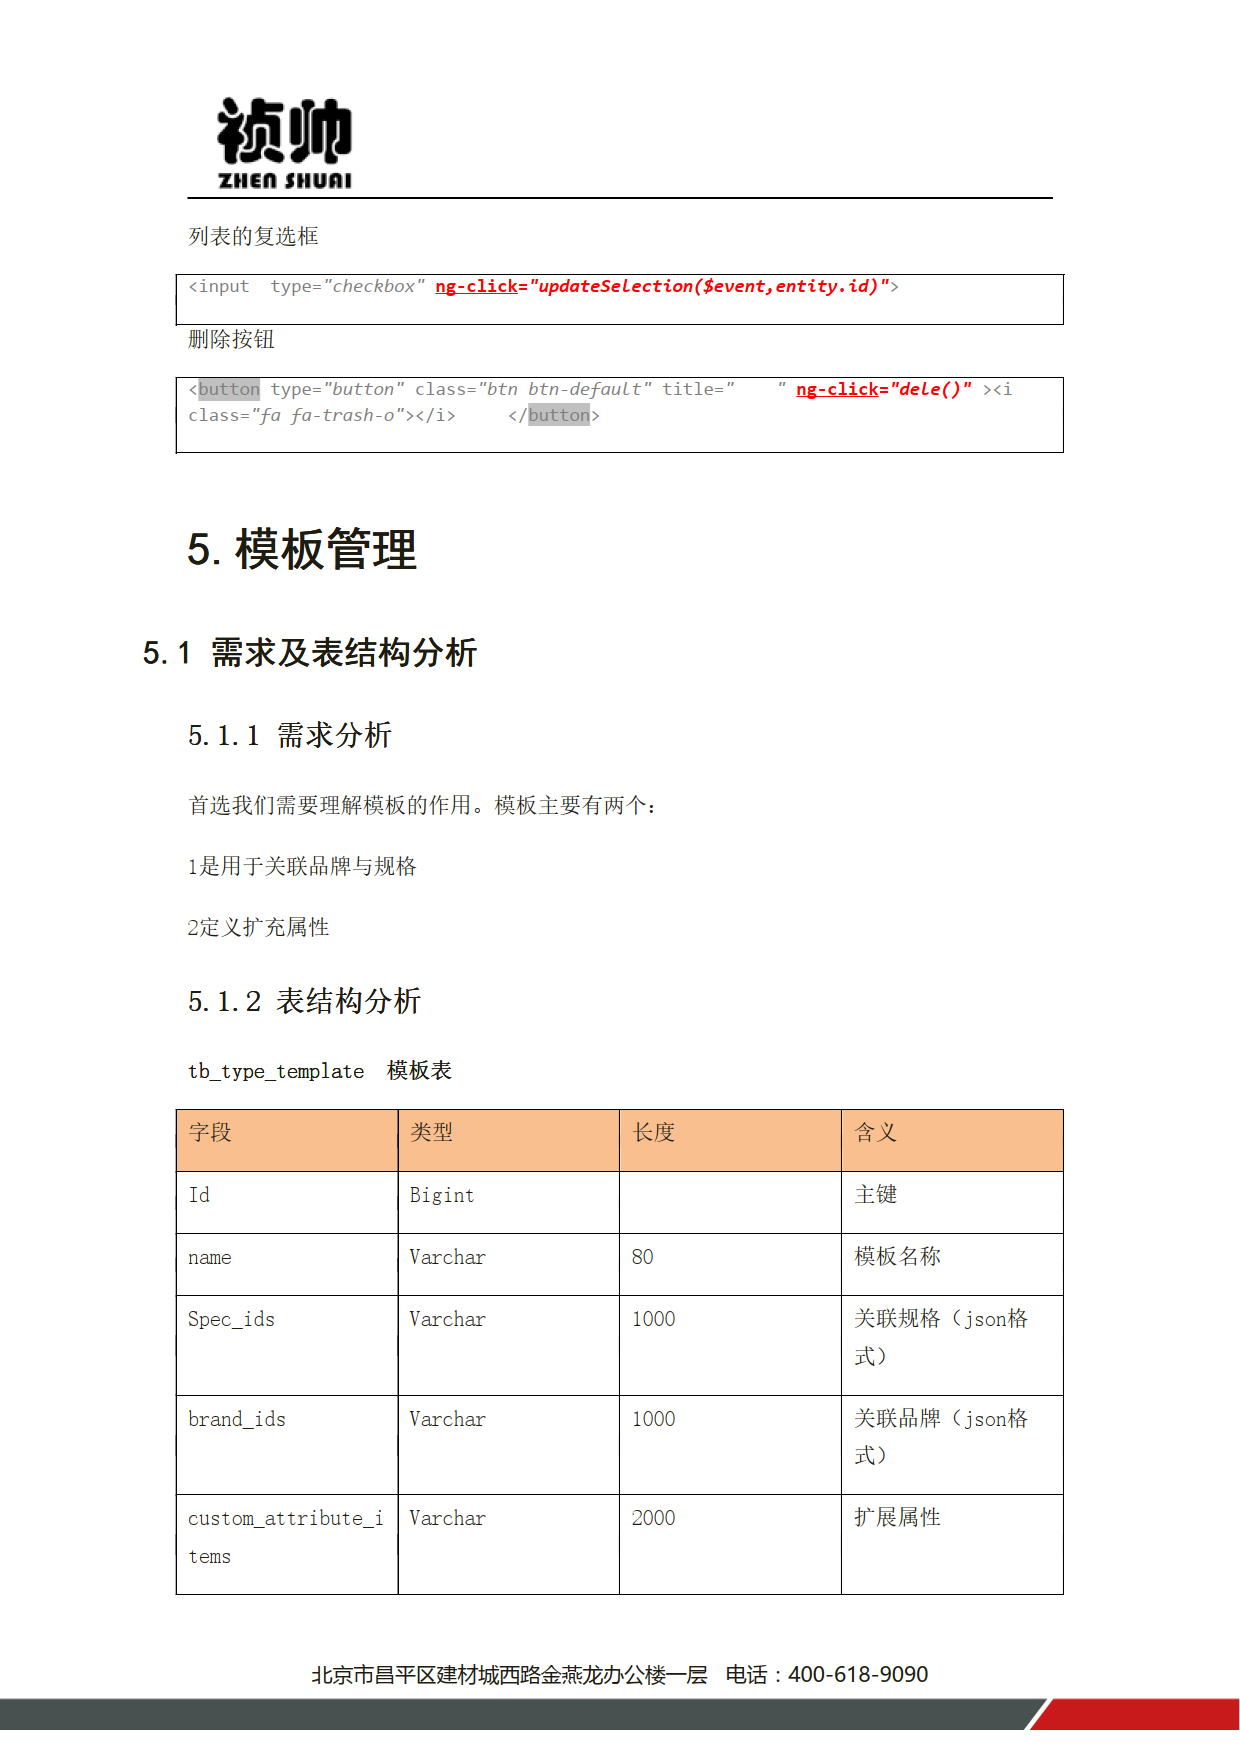 祯帅
ZHEN SHUAI
列表的复选框
<input  type="checkbox" ng-click="updateSelection($event,entity.id)">
删除按钮
<button type="button" class="btn btn-default" title="    " ng-click="dele()" ><i
class="fa fa-trash-o"></i>     </button>
5.模板管理
5.1 需求及表结构分析
5.1.1 需求分析
首选我们需要理解模板的作用。模板主要有两个：
1是用于关联品牌与规格
2定义扩充属性
5.1.2 表结构分析
tb_type_template  模板表
字段 类型 长度 含义
Id Bigint 主键
name Varchar 80 模板名称
Spec_ids Varchar 1000 关联规格（json格
式）
brand_ids Varchar 1000 关联品牌（json格
式）
custom_attribute_i Varchar 2000 扩展属性
tems
北京市昌平区建材城西路金燕龙办公楼一层   电话：400-618-9090